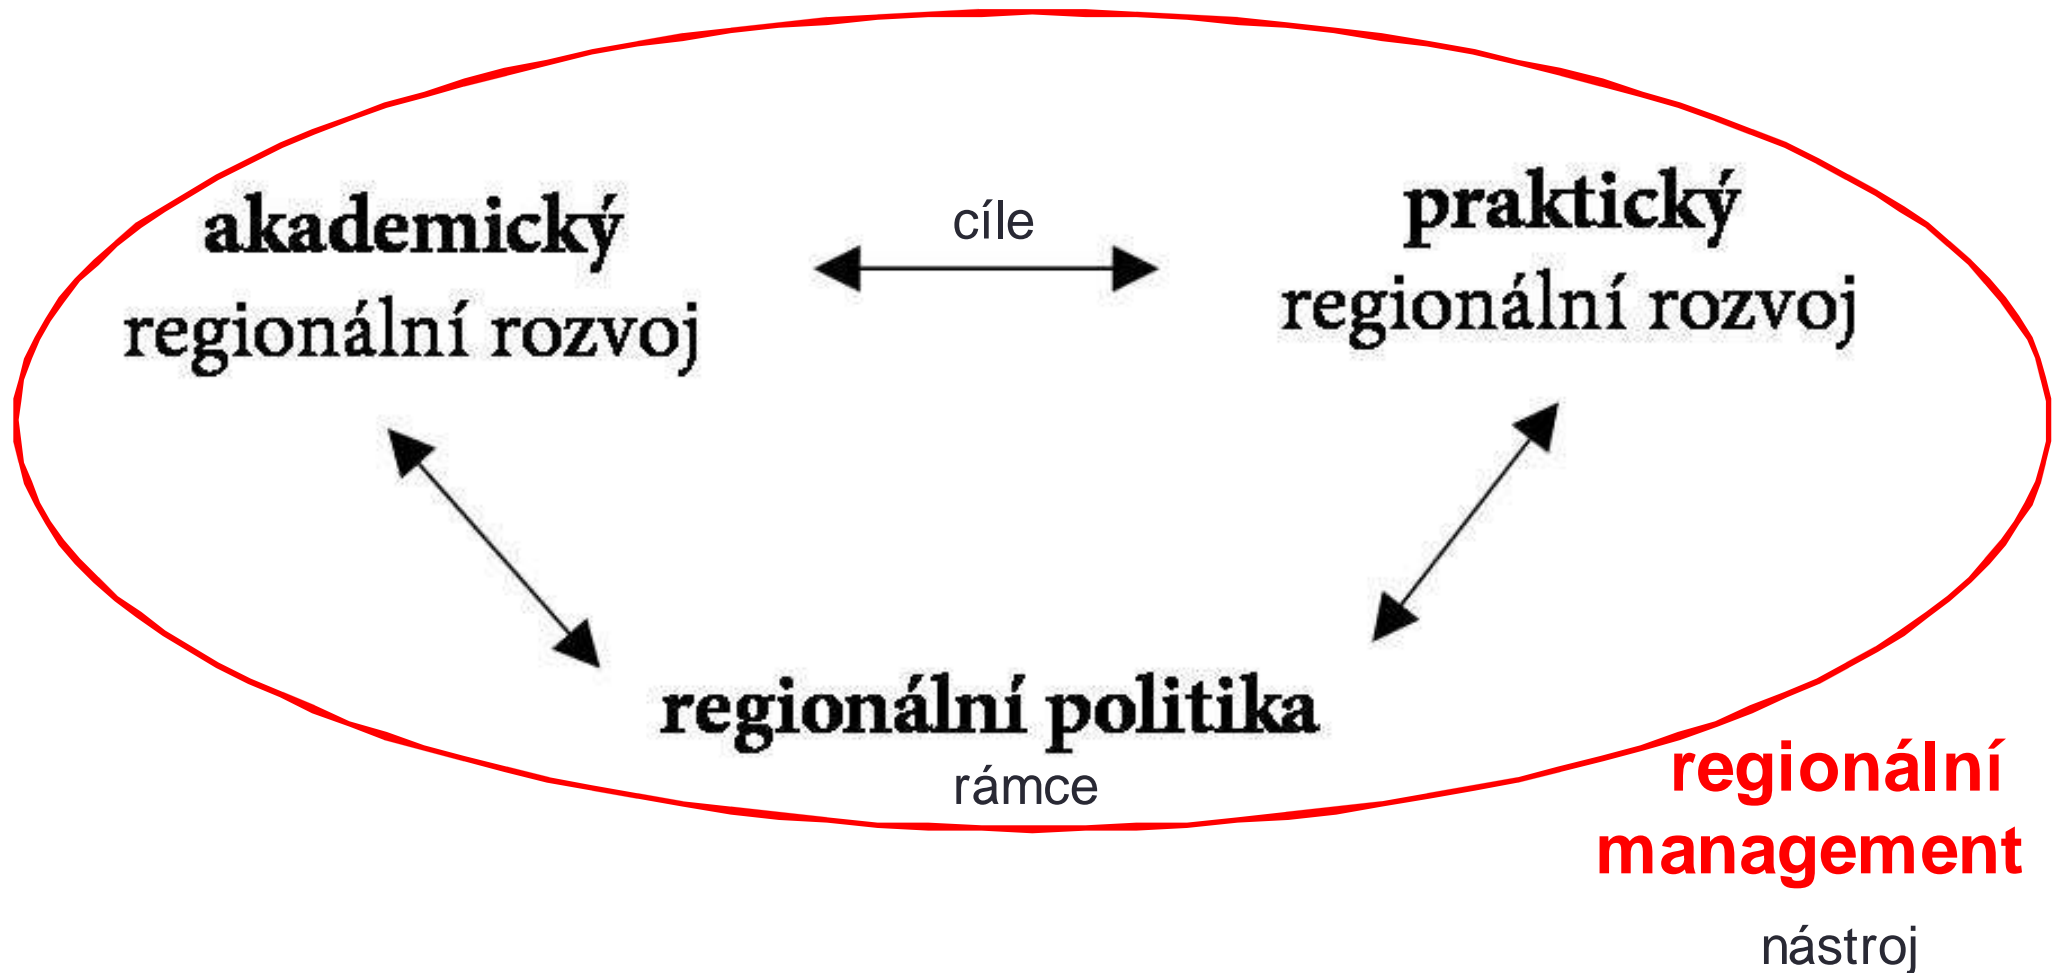 akademický
regionální rozvoj
cíle
praktický
regionální rozvoj
regionální politika
rámce
regionální
management
nástroj